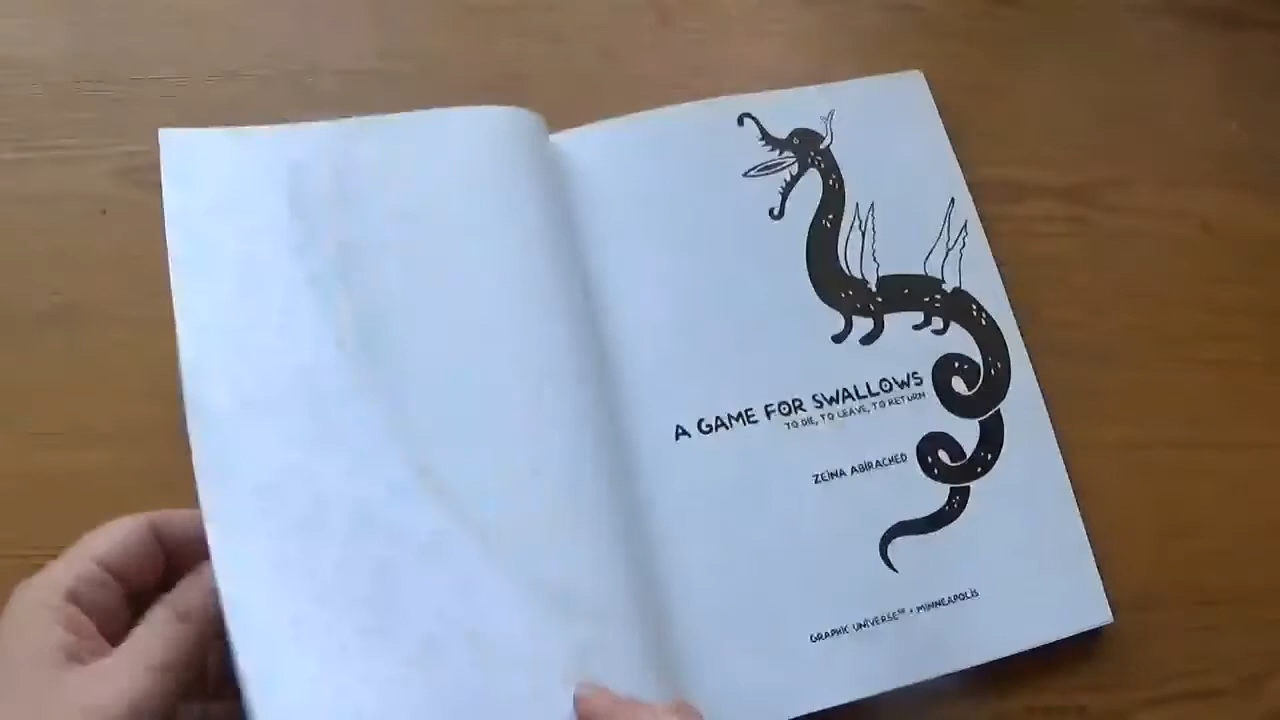 A GAME FOR SWALLOWS
TO DIE, TO LEAVE, TO RETURN
ZEINA ABIRACHED
GRAPHIC UNIVERSE™ • MINNEAPOLIS